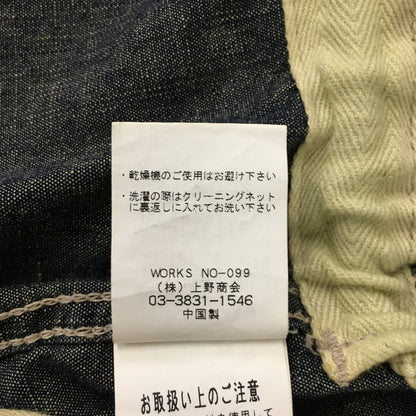 ・乾燥機のご使用はお避け下さい
・洗濯の際はクリーニングネット
に裏返しに入れてお洗い下さい
WORKS NO-099
(株)上野商会
03-3831-1546
中国製
お取扱い上のご注意